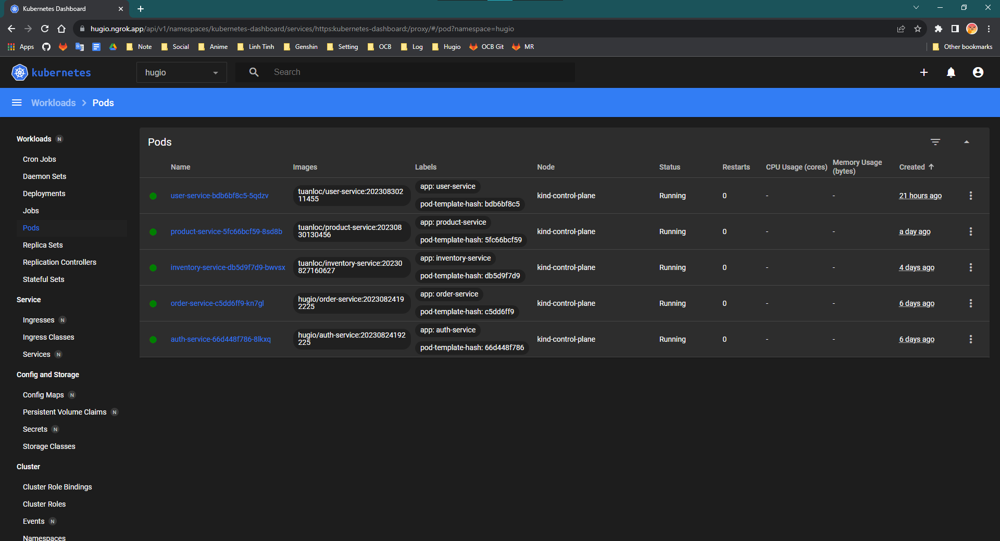 Kubernetes Dashboard
hugio.ngrok.app/api/v1/namespaces/kubernetes-dashboard/services/https:kubernetes-dashboard:/proxy/#/pod?namespace=hugio
Apps Note Social Anime Linh Tinh Genshin Setting OCB Log Hugio OCB Git MR Other bookmarks
kubernetes hugio Search
Workloads Pods
Workloads N
Cron Jobs
Daemon Sets
Deployments
Jobs
Pods
Replica Sets
Replication Controllers
Stateful Sets
Service
Ingresses N
Ingress Classes
Services N
Config and Storage
Config Maps N
Persistent Volume Claims N
Secrets N
Storage Classes
Cluster
Cluster Role Bindings
Cluster Roles
Events N
Namespaces
Pods
Name Images Labels Node Status Restarts CPU Usage (cores) Memory Usage (bytes) Created
user-service-bdb6bf8c5-5qdzv
tuanloc/user-service:202308302
11455
app: user-service
pod-template-hash: bdb6bf8c5
kind-control-plane Running 0 - - 21 hours ago
product-service-5fc66bcf59-8sd8b
tuanloc/product-service:202308
30130456
app: product-service
pod-template-hash: 5fc66bcf59
kind-control-plane Running 0 - - a day ago
inventory-service-db5d9f7d9-bwvsx
tuanloc/inventory-service:20230
827160627
app: inventory-service
pod-template-hash: db5d9f7d9
kind-control-plane Running 0 - - 4 days ago
order-service-c5dd6ff9-kn7gl
hugio/order-service:2023082419
2225
app: order-service
pod-template-hash: c5dd6ff9
kind-control-plane Running 0 - - 6 days ago
auth-service-66d448f786-8lkxq
hugio/auth-service:20230824192
225
app: auth-service
pod-template-hash: 66d448f786
kind-control-plane Running 0 - - 6 days ago